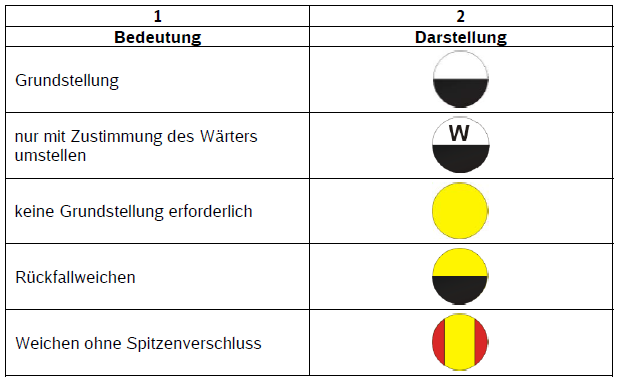 1 2
Bedeutung Darstellung
Grundstellung
nur mit Zustimmung des Wärters
umstellen
W
keine Grundstellung erforderlich
Rückfallweichen
Weichen ohne Spitzenverschluss